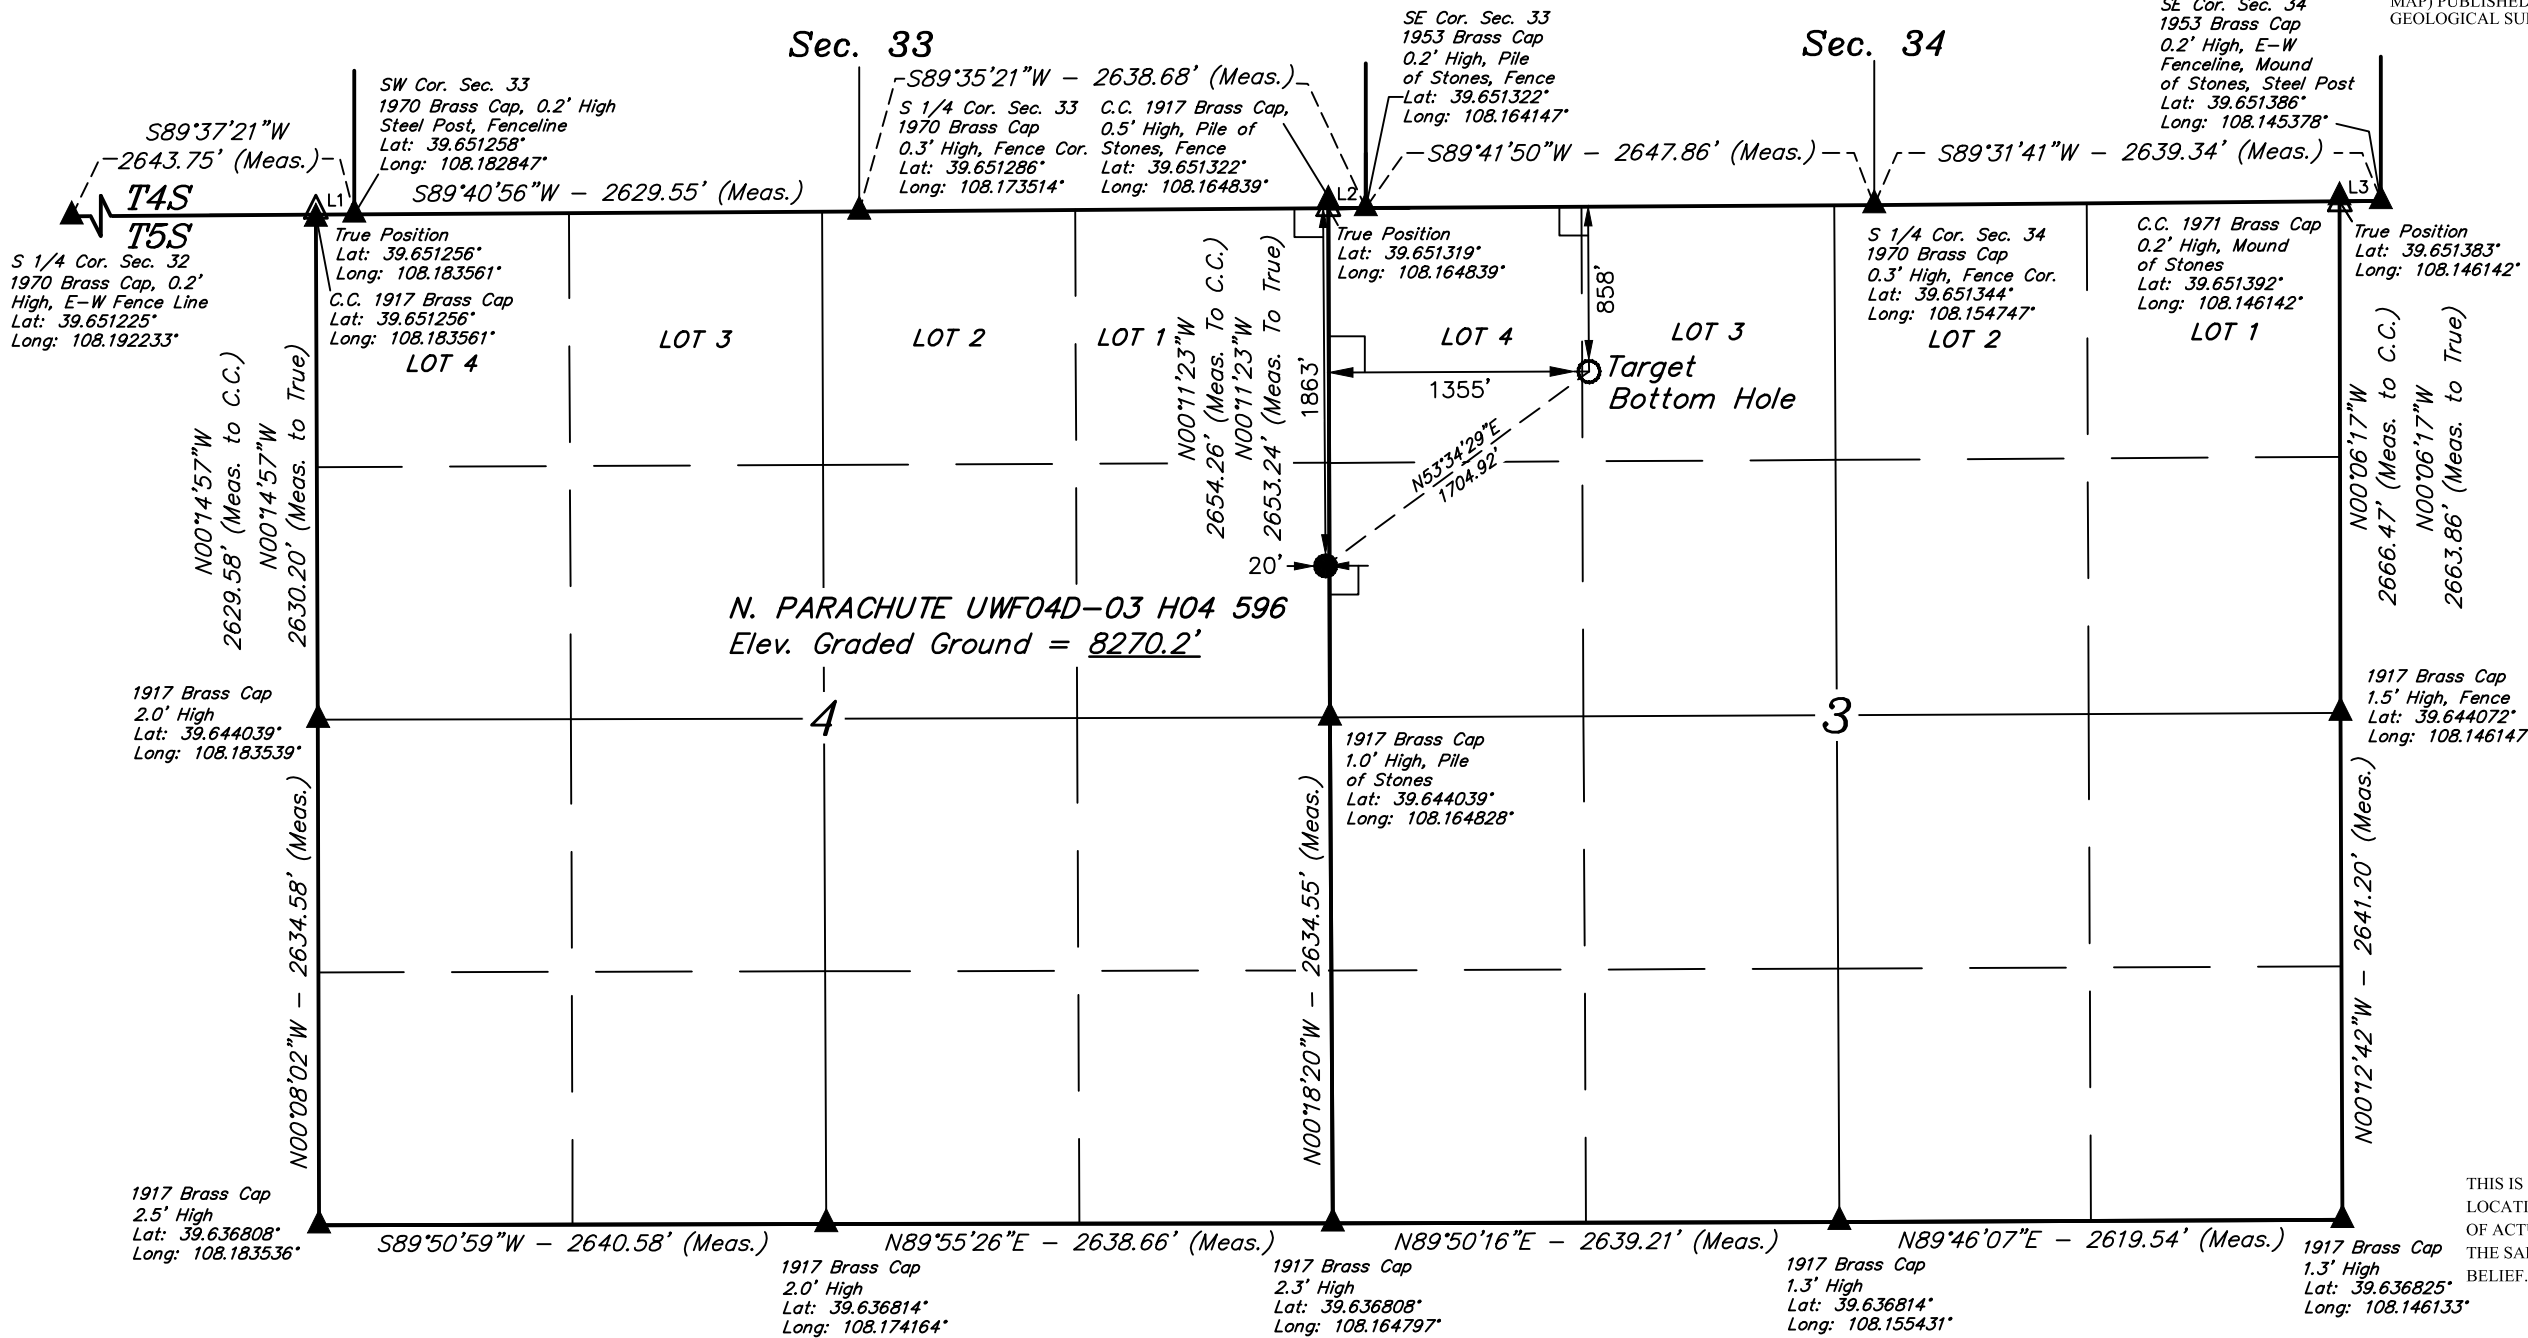 MAP) PUBLISHED
GEOLOGICAL
Sec. 33
Sec. 34
SE Cor. Sec. 33
1953 Brass Cap
0.2' High, Pile
of Stones, Fence
Lat: 39.651322°
Long: 108.164147°
SE Cor. Sec. 34
1953 Brass Cap
0.2' High, E-W
Fenceline, Mound
of Stones, Steel Post
Lat: 39.651386°
Long: 108.145378°
S89°37'21"W
2643.75' (Meas.)
SW Cor. Sec. 33
1970 Brass Cap, 0.2' High
Steel Post, Fenceline
Lat: 39.651258°
Long: 108.182847°
S89°35'21"W - 2638.68' (Meas.)
S 1/4 Cor. Sec. 33
1970 Brass Cap
0.3' High, Fence Cor.
Lat: 39.651286°
Long: 108.173514°
C.C. 1917 Brass Cap,
0.5' High, Pile of
Stones, Fence
Lat: 39.651322°
Long: 108.164839°
S89°41'50"W - 2647.86' (Meas.)
S89°31'41"W - 2639.34' (Meas.)
S89°40'56"W - 2629.55' (Meas.)
T4S
T5S
L1
L2
L3
S 1/4 Cor. Sec. 32
1970 Brass Cap, 0.2'
High, E-W Fence Line
Lat: 39.651225°
Long: 108.192233°
True Position
Lat: 39.651256°
Long: 108.183561°
C.C. 1917 Brass Cap
Lat: 39.651256°
Long: 108.183561°
True Position
Lat: 39.651319°
Long: 108.164839°
S 1/4 Cor. Sec. 34
1970 Brass Cap
0.3' High, Fence Cor.
Lat: 39.651344°
Long: 108.154747°
C.C. 1971 Brass Cap
0.2' High, Mound
of Stones
Lat: 39.651392°
Long: 108.146142°
True Position
Lat: 39.651383°
Long: 108.146142°
LOT 4
LOT 3
LOT 2
LOT 1
LOT 4
LOT 3
LOT 2
LOT 1
N00°14'57"W
2629.58' (Meas. to C.C.)
N00°14'57"W
2630.20' (Meas. to True)
N00°11'23"W
2654.26' (Meas. To C.C.)
N00°11'23"W
2653.24' (Meas. To True)
1863'
858'
1355'
Target
Bottom Hole
N53°34'29"E
1704.92'
20'
N00°06'17"W
2666.47' (Meas. to C.C.)
N00°06'17"W
2663.86' (Meas. to True)
N. PARACHUTE UWF04D-03 H04 596
Elev. Graded Ground = 8270.2'
1917 Brass Cap
2.0' High
Lat: 39.644039°
Long: 108.183539°
4
3
1917 Brass Cap
1.0' High, Pile
of Stones
Lat: 39.644039°
Long: 108.164828°
1917 Brass Cap
1.5' High, Fence
Lat: 39.644072°
Long: 108.146147
N00°08'02"W - 2634.58' (Meas.)
N00°18'20"W - 2634.55' (Meas.)
N00°12'42"W - 2641.20' (Meas.)
1917 Brass Cap
2.5' High
Lat: 39.636808°
Long: 108.183536°
S89°50'59"W - 2640.58' (Meas.)
N89°55'26"E - 2638.66' (Meas.)
N89°50'16"E - 2639.21' (Meas.)
N89°46'07"E - 2619.54' (Meas.)
1917 Brass Cap
2.0' High
Lat: 39.636814°
Long: 108.174164°
1917 Brass Cap
2.3' High
Lat: 39.636808°
Long: 108.164797°
1917 Brass Cap
1.3' High
Lat: 39.636814°
Long: 108.155431°
1917 Brass Cap
1.3' High
Lat: 39.636825°
Long: 108.146133°
THIS IS
OF
THE
BELIEF.